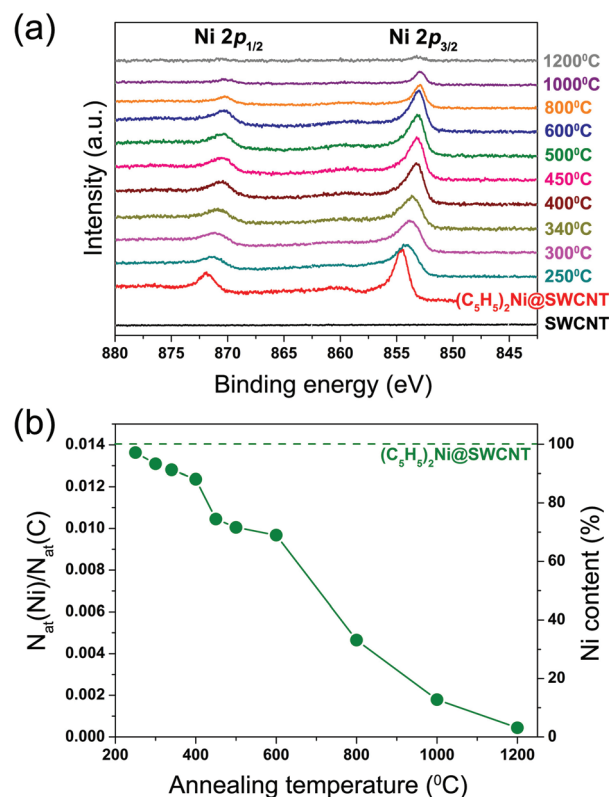 (a)
Ni 2p₁/₂ Ni 2p₃/₂
1200⁰C
1000⁰C
800⁰C
600⁰C
500⁰C
450⁰C
400⁰C
340⁰C
300⁰C
250⁰C
(C₅H₅)₂Ni@SWCNT
SWCNT
Intensity (a.u.)
880 870 865 860 855 850 845
Binding energy (eV)
(b)
(C₅H₅)₂Ni@SWCNT
0.014
0.012
0.010
0.008
0.006
0.004
0.002
0.000
Nₐₜ(Ni)/Nₐₜ(C)
100
80
60
40
20
0
Ni content (%)
200 400 600 800 1000 1200
Annealing temperature (⁰C)